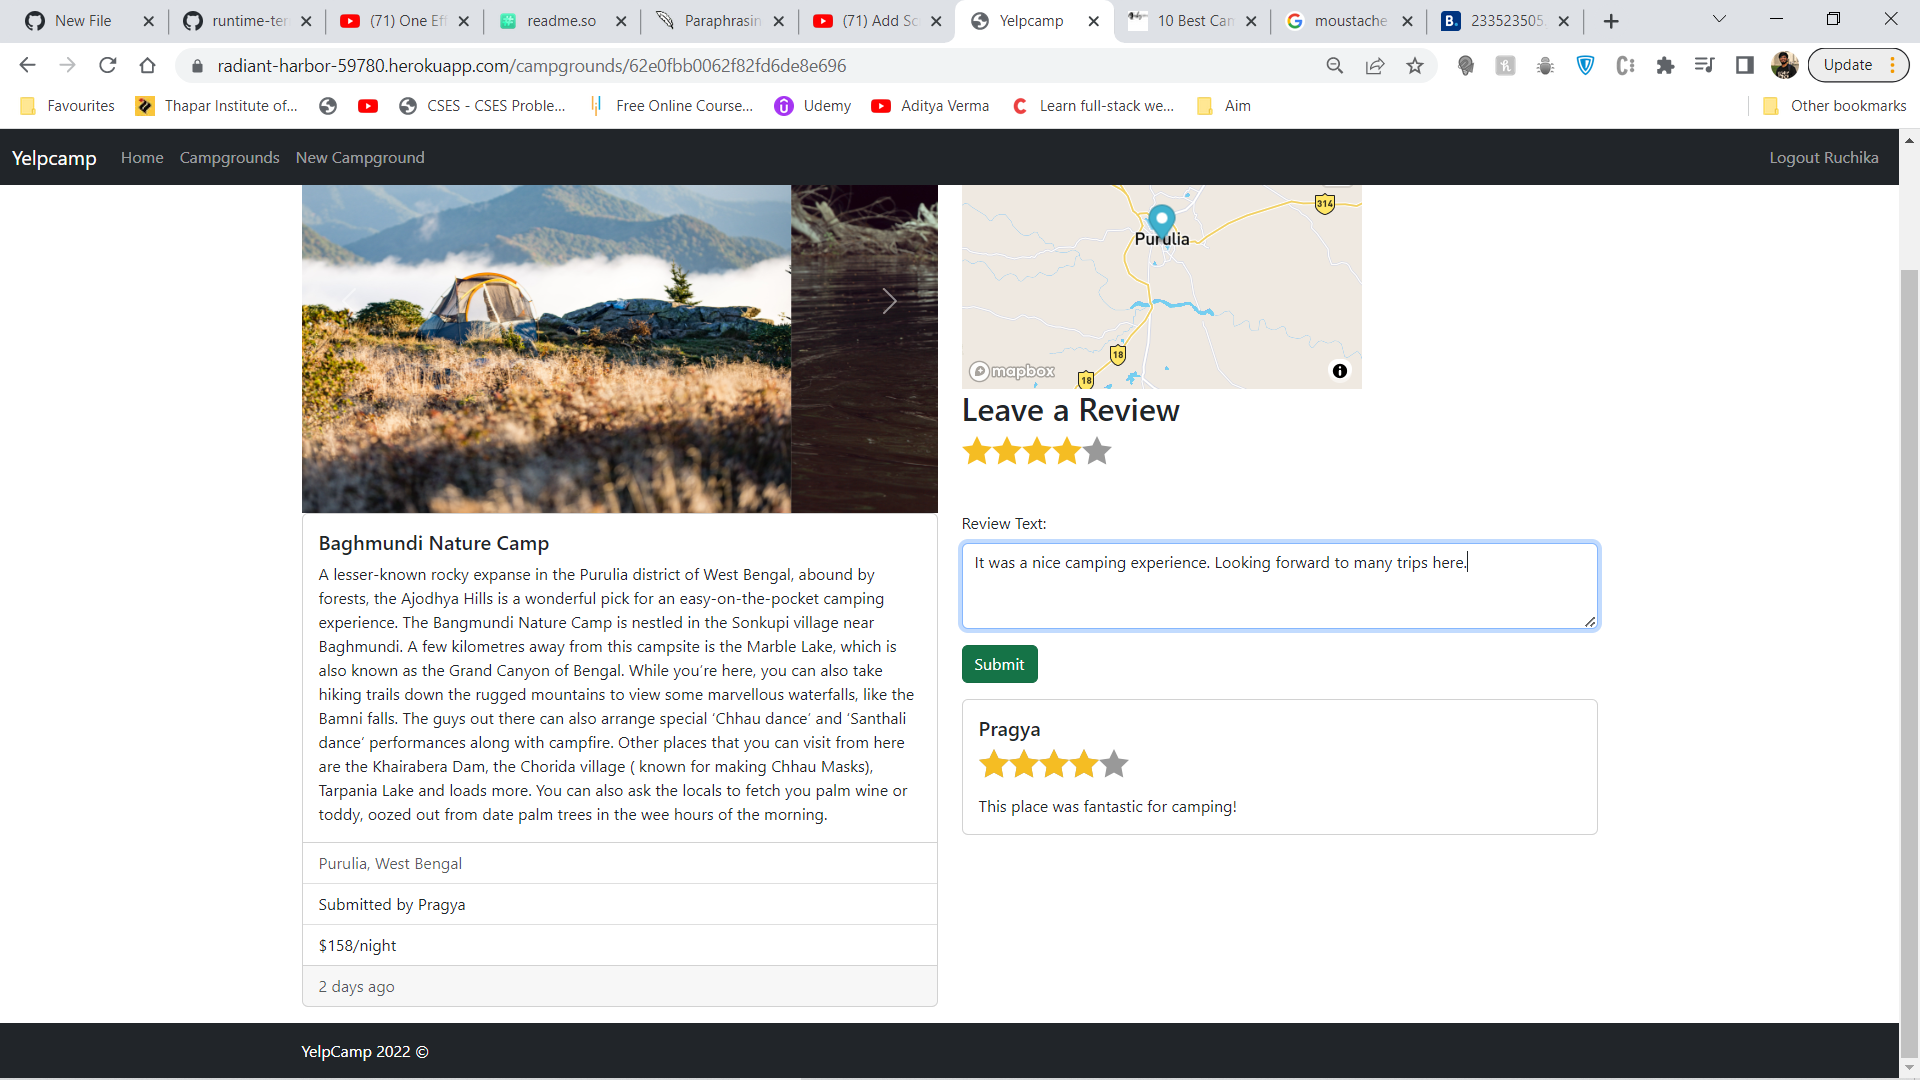 New File
runtime-ter
(71) One Eff
readme.so
Paraphrasin
(71) Add Sc
Yelpcamp
10 Best Cam
moustache
233523505
radiant-harbor-59780.herokuapp.com/campgrounds/62e0fbb0062f82fd6de8e696
Update
Favourites
Thapar Institute of...
CSES - CSES Proble...
Free Online Course...
Udemy
Aditya Verma
Learn full-stack we...
Aim
Other bookmarks
Yelpcamp
Home
Campgrounds
New Campground
Logout Ruchika
314
Purulia
18
18
mapbox
Leave a Review
Review Text:
It was a nice camping experience. Looking forward to many trips here.
Submit
Pragya
This place was fantastic for camping!
Baghmundi Nature Camp
A lesser-known rocky expanse in the Purulia district of West Bengal, abound by
forests, the Ajodhya Hills is a wonderful pick for an easy-on-the-pocket camping
experience. The Bangmundi Nature Camp is nestled in the Sonkupi village near
Baghmundi. A few kilometres away from this campsite is the Marble Lake, which is
also known as the Grand Canyon of Bengal. While you’re here, you can also take
hiking trails down the rugged mountains to view some marvellous waterfalls, like the
Bamni falls. The guys out there can also arrange special ‘Chhau dance’ and ‘Santhali
dance’ performances along with campfire. Other places that you can visit from here
are the Khairabera Dam, the Chorida village ( known for making Chhau Masks),
Tarpania Lake and loads more. You can also ask the locals to fetch you palm wine or
toddy, oozed out from date palm trees in the wee hours of the morning.
Purulia, West Bengal
Submitted by Pragya
$158/night
2 days ago
YelpCamp 2022 ©